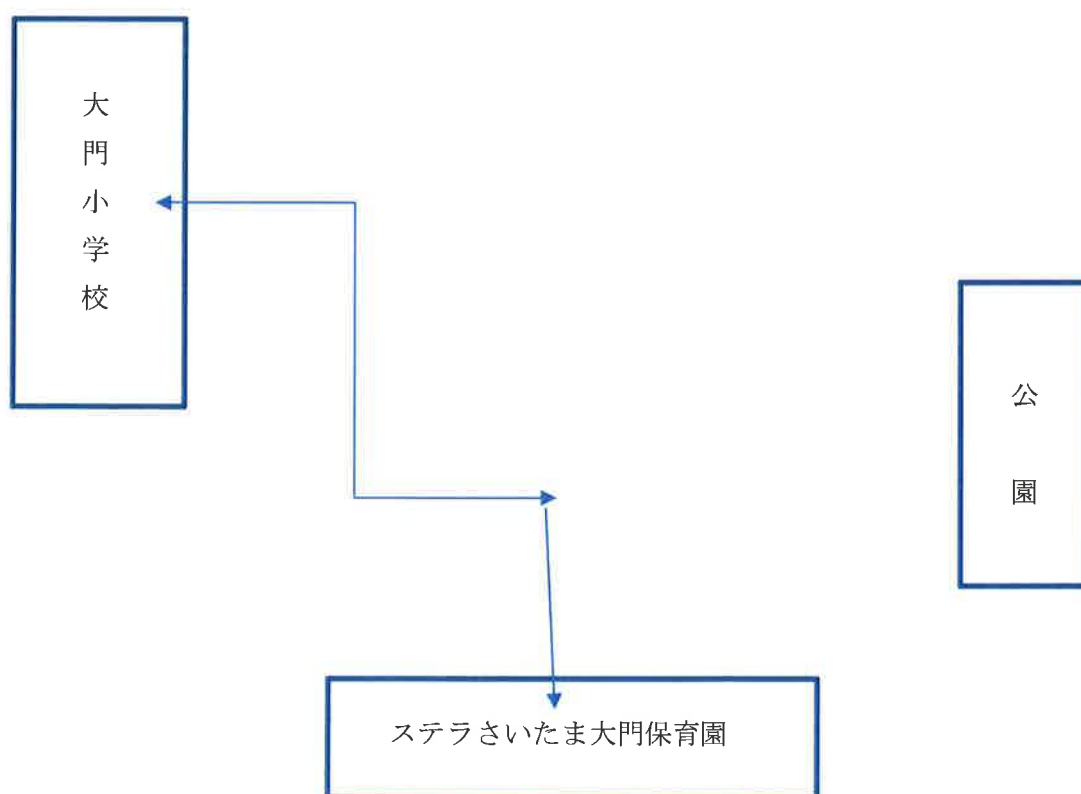 大門小学校
公園
ステラさいたま大門保育園